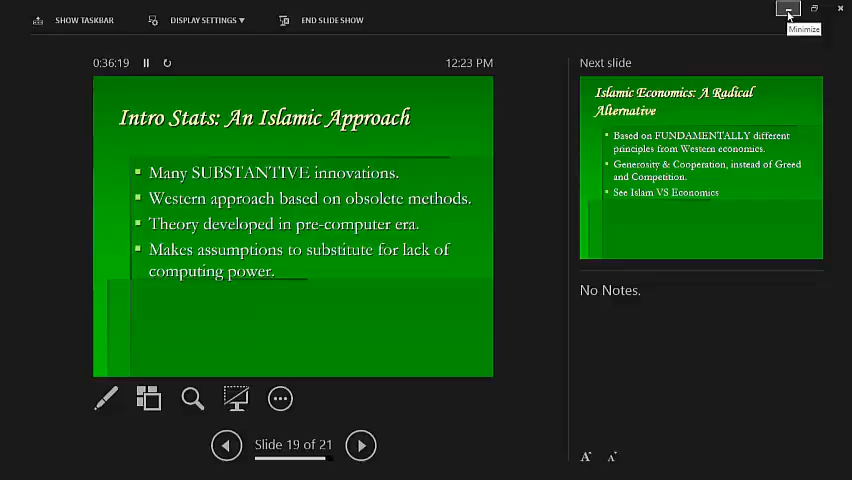 SHOW TASKBAR
DISPLAY SETTINGS ▼
END SLIDE SHOW
Minimize
0:36:19
12:23 PM
Intro Stats: An Islamic Approach
Many SUBSTANTIVE innovations.
Western approach based on obsolete methods.
Theory developed in pre-computer era.
Makes assumptions to substitute for lack of
computing power.
Slide 19 of 21
Next slide
Islamic Economics: A Radical
Alternative
Based on FUNDAMENTALLY different
principles from Western economics.
Generosity & Cooperation, instead of Greed
and Competition.
See Islam VS Economics
No Notes.
A A